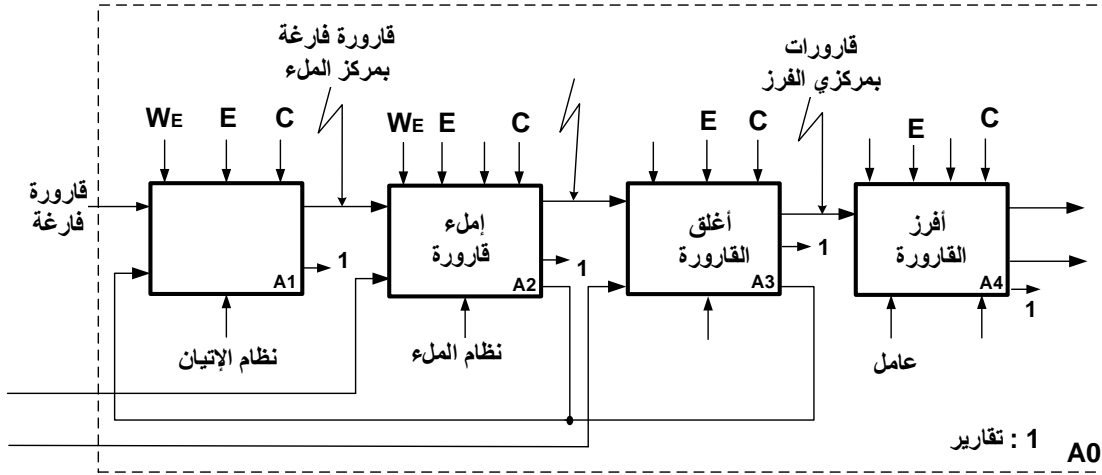 قارورة فارغة
بمركز الملء
قارورات
بمركزي الفرز
WE
E
C
WE
E
C
E
C
E
C
قارورة
فارغة
إملء
قارورة
أغلق
القارورة
أفرز
القارورة
1
1
1
1
A1
A2
A3
A4
نظام الإتيان
نظام الملء
عامل
1 : تقارير
A0